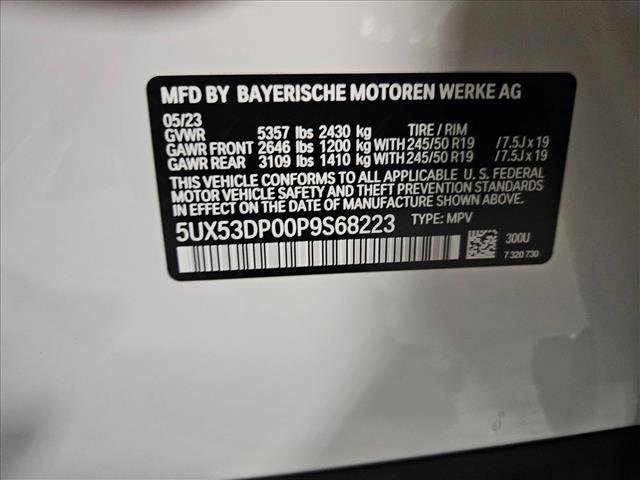 MFD BY BAYERISCHE MOTOREN WERKE AG
05/23
GVWR 5357 lbs 2430 kg TIRE / RIM
GAWR FRONT 2646 lbs 1200 kg WITH 245/50 R19 / 7.5J x 19
GAWR REAR 3109 lbs 1410 kg WITH 245/50 R19 / 7.5J x 19
THIS VEHICLE CONFORMS TO ALL APPLICABLE U. S. FEDERAL
MOTOR VEHICLE SAFETY AND THEFT PREVENTION STANDARDS
IN EFFECT ON THE DATE OF MANUFACTURE SHOWN ABOVE.
5UX53DP00P9S68223 TYPE: MPV
300U
7 320 730